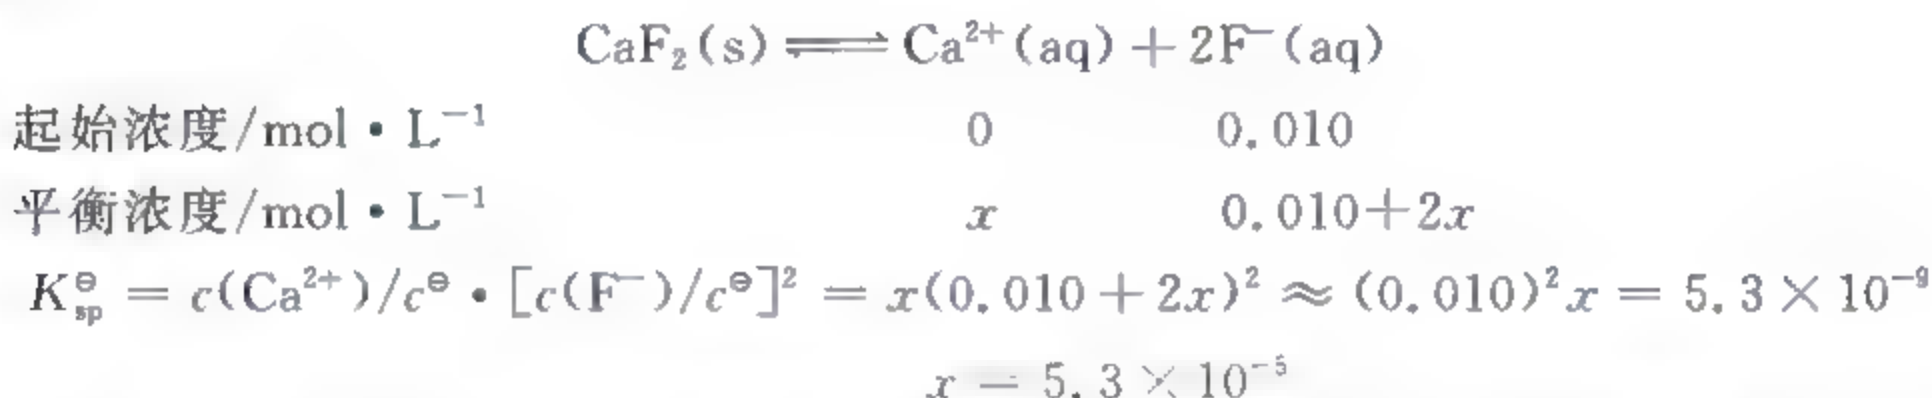 CaF₂(s) ⇌ Ca²⁺(aq) + 2F⁻(aq)
起始浓度/mol·L⁻¹ 0 0.010
平衡浓度/mol·L⁻¹ x 0.010+2x
K⊖sp = c(Ca²⁺)/c⊖ · [c(F⁻)/c⊖]² = x(0.010+2x)² ≈ (0.010)²x = 5.3×10⁻⁹
x = 5.3×10⁻⁵